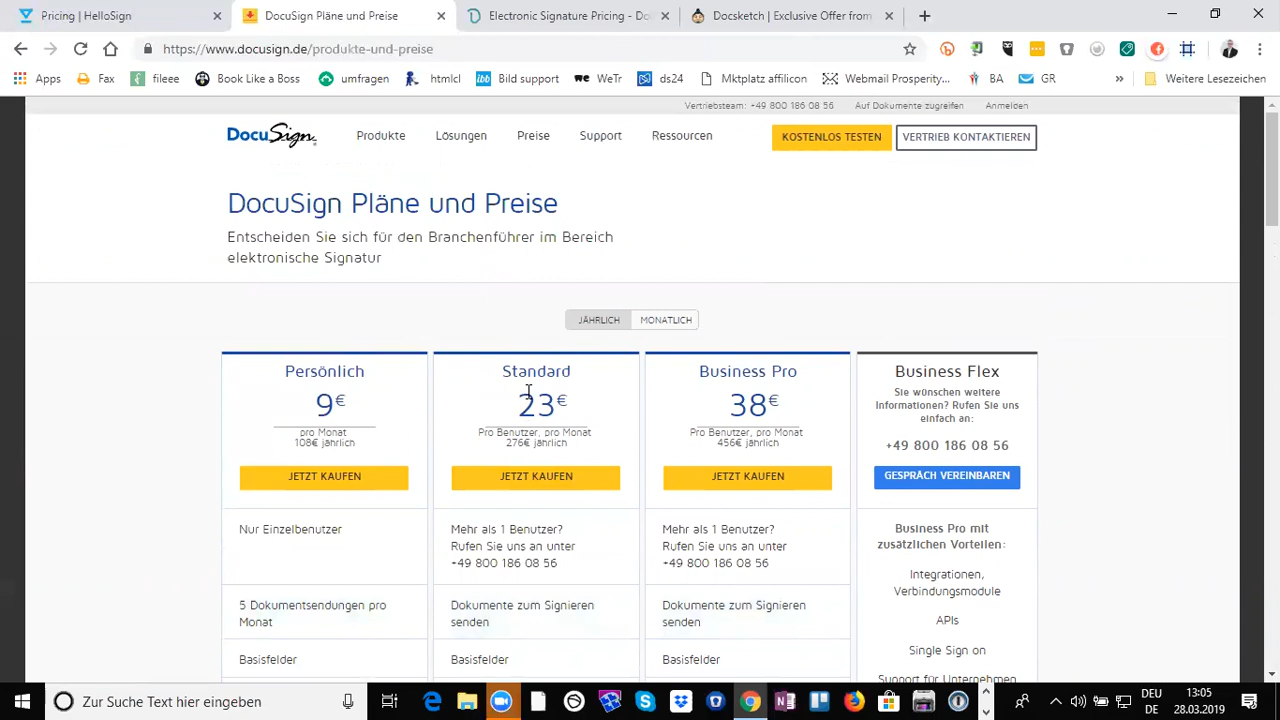 Pricing | HelloSign
DocuSign Pläne und Preise
Electronic Signature Pricing - Do
Dosketch | Exclusive Offer from
https://www.docusign.de/produkte-und-preise
Apps
Fax
fileee
Book Like a Boss
umfragen
htmlcl
Bild support
WeTr
ds24
Mktplatz affilicon
Webmail Prosperity...
BA
GR
»
Weitere Lesezeichen
Vertriebsteam: +49 800 186 08 56
Auf Dokumente zugreifen
Anmelden
DocuSign
Produkte
Lösungen
Preise
Support
Ressourcen
KOSTENLOS TESTEN
VERTRIEB KONTAKTIEREN
DocuSign Pläne und Preise
Entscheiden Sie sich für den Branchenführer im Bereich
elektronische Signatur
JÄHRLICH
MONATLICH
Persönlich
9€
pro Monat
108€ jährlich
JETZT KAUFEN
Nur Einzelbenutzer
5 Dokumentsendungen pro
Monat
Basisfelder
Standard
23€
Pro Benutzer, pro Monat
276€ jährlich
JETZT KAUFEN
Mehr als 1 Benutzer?
Rufen Sie uns an unter
+49 800 186 08 56
Dokumente zum Signieren
senden
Basisfelder
Business Pro
38€
Pro Benutzer, pro Monat
456€ jährlich
JETZT KAUFEN
Mehr als 1 Benutzer?
Rufen Sie uns an unter
+49 800 186 08 56
Dokumente zum Signieren
senden
Basisfelder
Business Flex
Sie wünschen weitere
Informationen? Rufen Sie uns
einfach an:
+49 800 186 08 56
GESPRÄCH VEREINBAREN
Business Pro mit
zusätzlichen Vorteilen:
Integrationen,
Verbindungsmodule
APIs
Single Sign on
Support für Unternehmen
Zur Suche Text hier eingeben
DEU
DE
13:05
28.03.2019